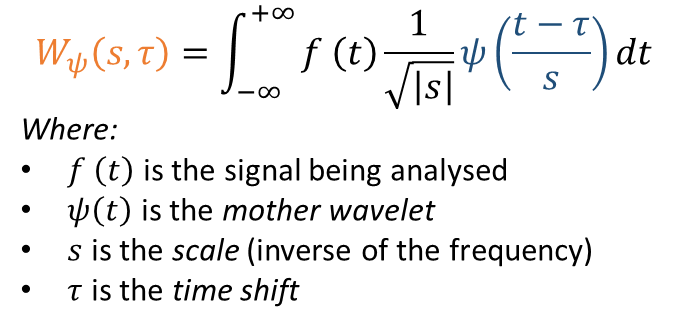 W_ψ(s, τ) = ∫_{−∞}^{+∞} f (t) 1/√|s| ψ((t − τ)/s) dt
Where:
• f (t) is the signal being analysed
• ψ(t) is the mother wavelet
• s is the scale (inverse of the frequency)
• τ is the time shift